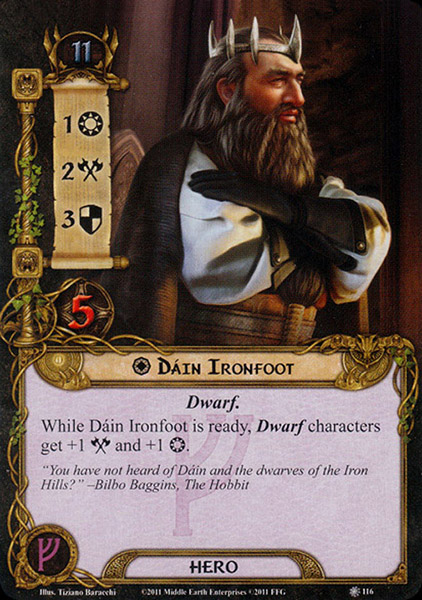 11
1
2
3
5
DÁIN IRONFOOT
Dwarf.
While Dáin Ironfoot is ready, Dwarf characters
get +1 and +1 .
"You have not heard of Dáin and the dwarves of the Iron
Hills?" –Bilbo Baggins, The Hobbit
HERO
Illus. Tiziano Baracchi ©2011 Middle Earth Enterprises ©2011 FFG 116